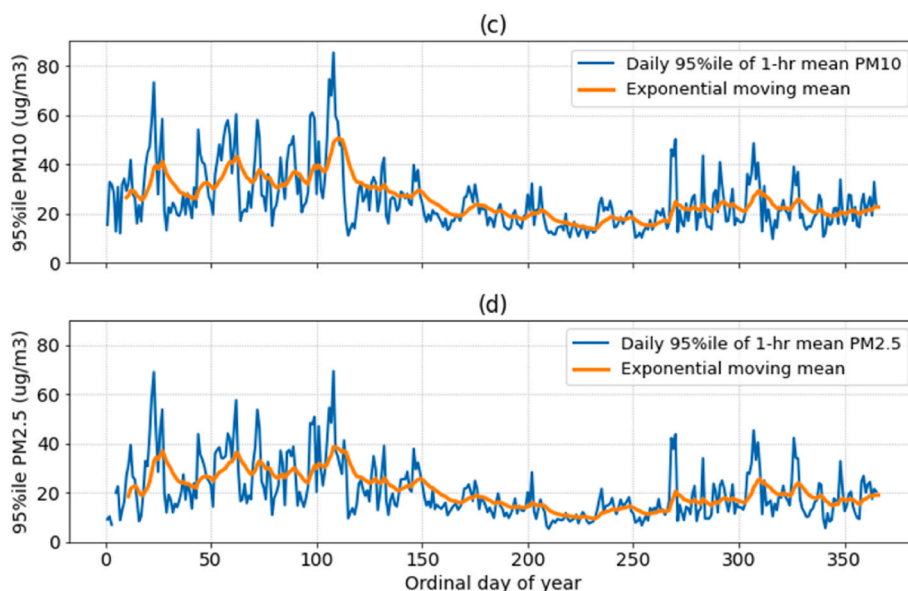 (c)
95%ile PM10 (ug/m3)
80
60
40
20
0
Daily 95%ile of 1-hr mean PM10
Exponential moving mean
(d)
95%ile PM2.5 (ug/m3)
80
60
40
20
0
Daily 95%ile of 1-hr mean PM2.5
Exponential moving mean
0 50 100 150 200 250 300 350
Ordinal day of year